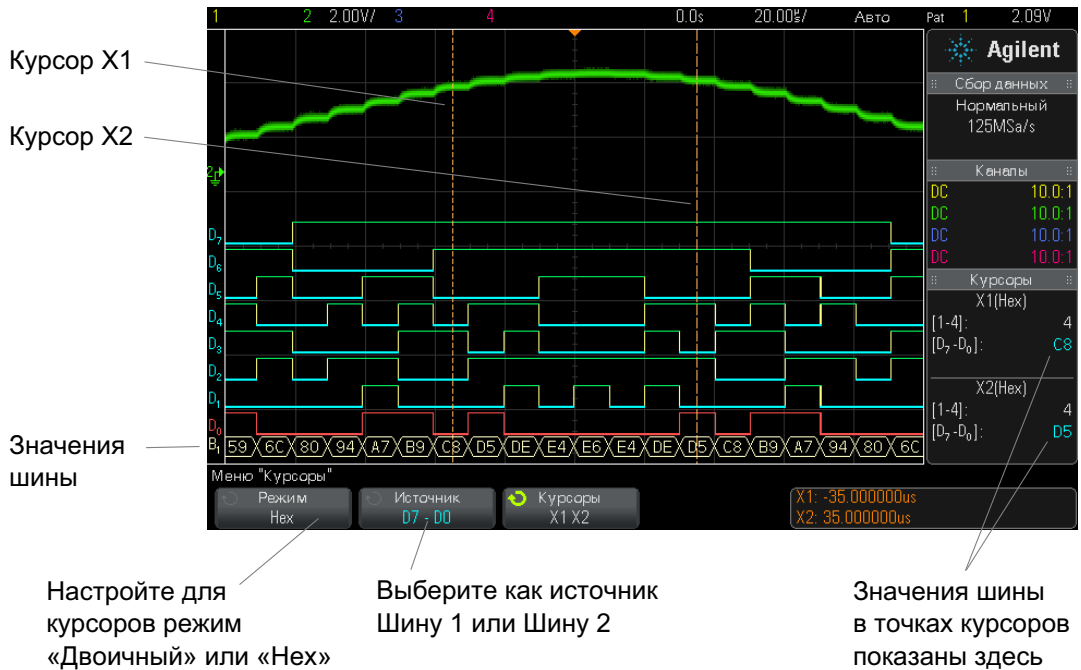 1 2 2.00V/ 3 4 0.0s 20.00㎲/ Авто Pat 1 2.09V
Курсор X1
Курсор X2
Agilent
Сбор данных
Нормальный
125MSa/s
Каналы
DC 10.0:1
DC 10.0:1
DC 10.0:1
DC 10.0:1
Курсоры
X1(Hex)
[1-4]: 4
[D7-D0]: C8
X2(Hex)
[1-4]: 4
[D7-D0]: D5
2
D7
D6
D5
D4
D3
D2
D1
D0
Значения
шины
B1 59 6C 80 94 A7 B9 C8 D5 DE E4 E6 E4 DE D5 C8 B9 A7 94 80 6C
Меню "Курсоры"
Режим
Hex
Источник
D7 - D0
Курсоры
X1 X2
X1: -35.000000us
X2: 35.000000us
Настройте для
курсоров режим
«Двоичный» или «Hex»
Выберите как источник
Шину 1 или Шину 2
Значения шины
в точках курсоров
показаны здесь